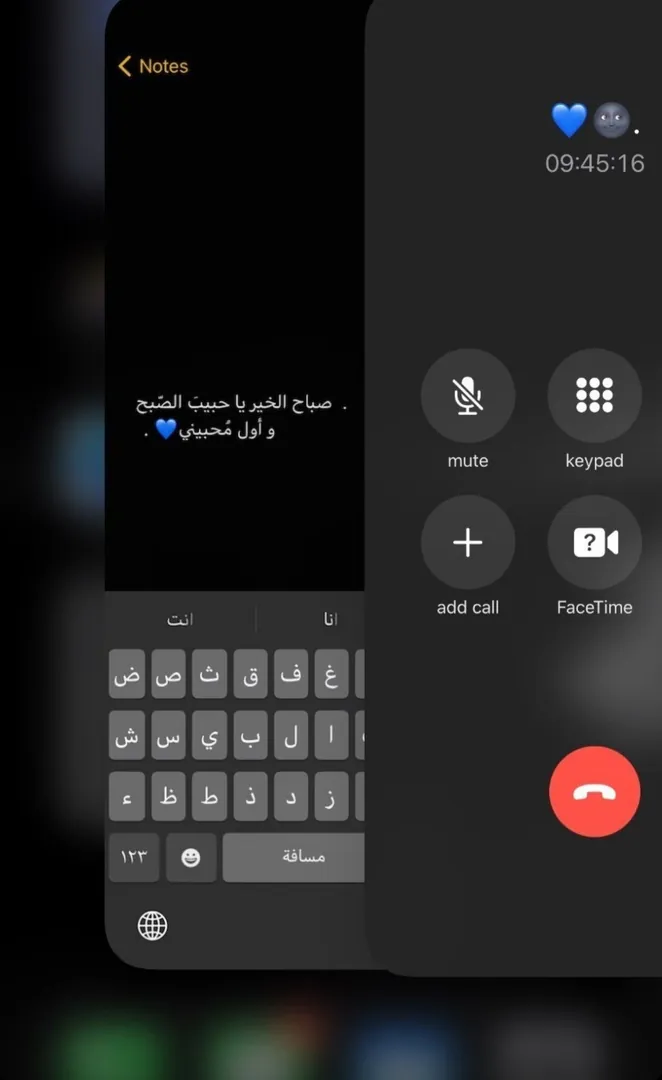 Notes
. صباح الخير يا حبيبَ الصّبح
و أول مُحبيني💙 .
انت انا
ض ص ث ق ف غ
ش س ي ب ل ا
ء ظ ط ذ د ز
١٢٣ مسافة
💙🌚.
09:45:16
mute keypad
add call FaceTime